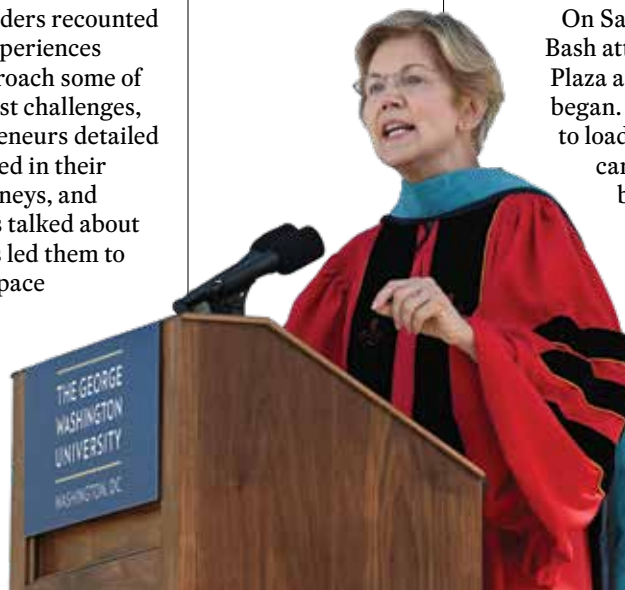 ders recounted
periences
roach some of
st challenges,
eneurs detailed
ed in their
neys, and
s talked about
s led them to
pace
On Sa
Bash att
Plaza a
began.
to load
car
b
THE GEORGE
WASHINGTON
UNIVERSITY
WASHINGTON, DC